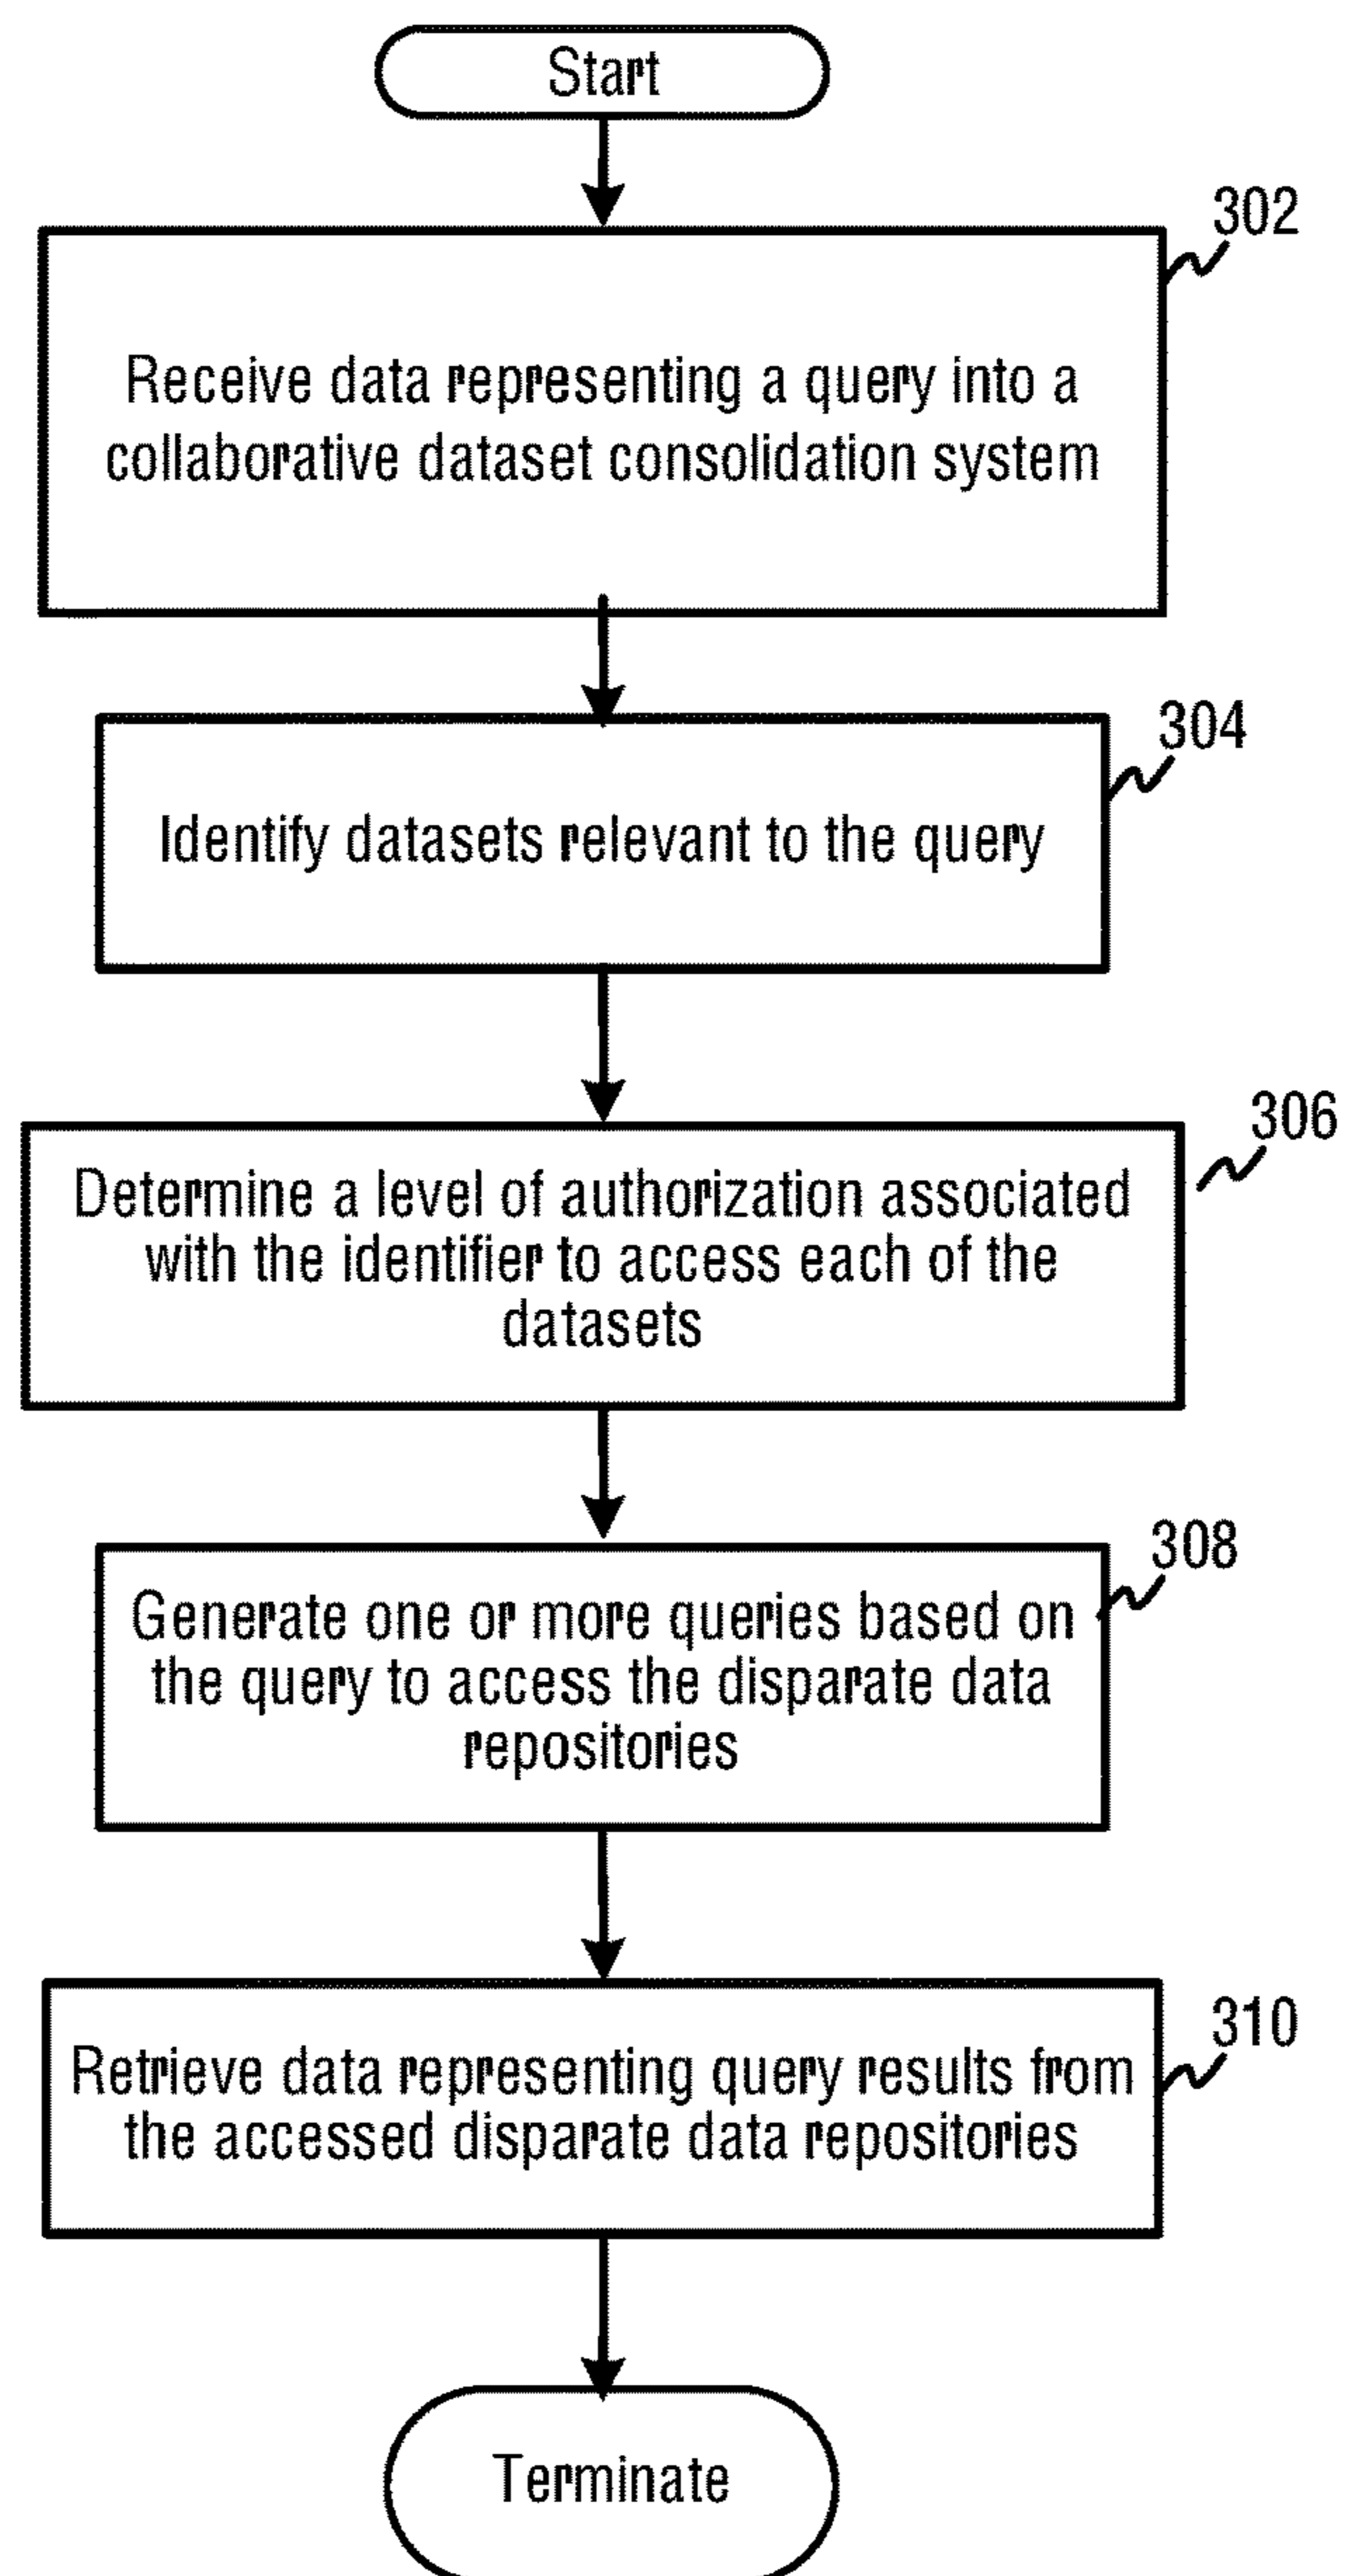 Start
302
Receive data representing a query into a
collaborative dataset consolidation system
304
Identify datasets relevant to the query
306
Determine a level of authorization associated
with the identifier to access each of the
datasets
308
Generate one or more queries based on
the query to access the disparate data
repositories
310
Retrieve data representing query results from
the accessed disparate data repositories
Terminate